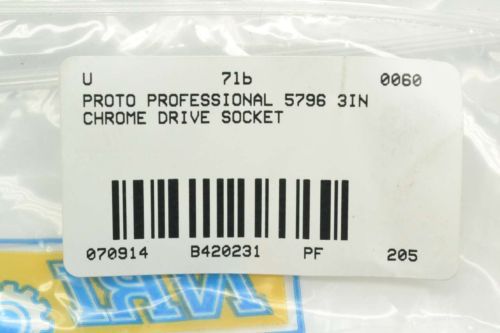 U 71b 0060
PROTO PROFESSIONAL 5796 3IN
CHROME DRIVE SOCKET
070914 B420231 PF 205